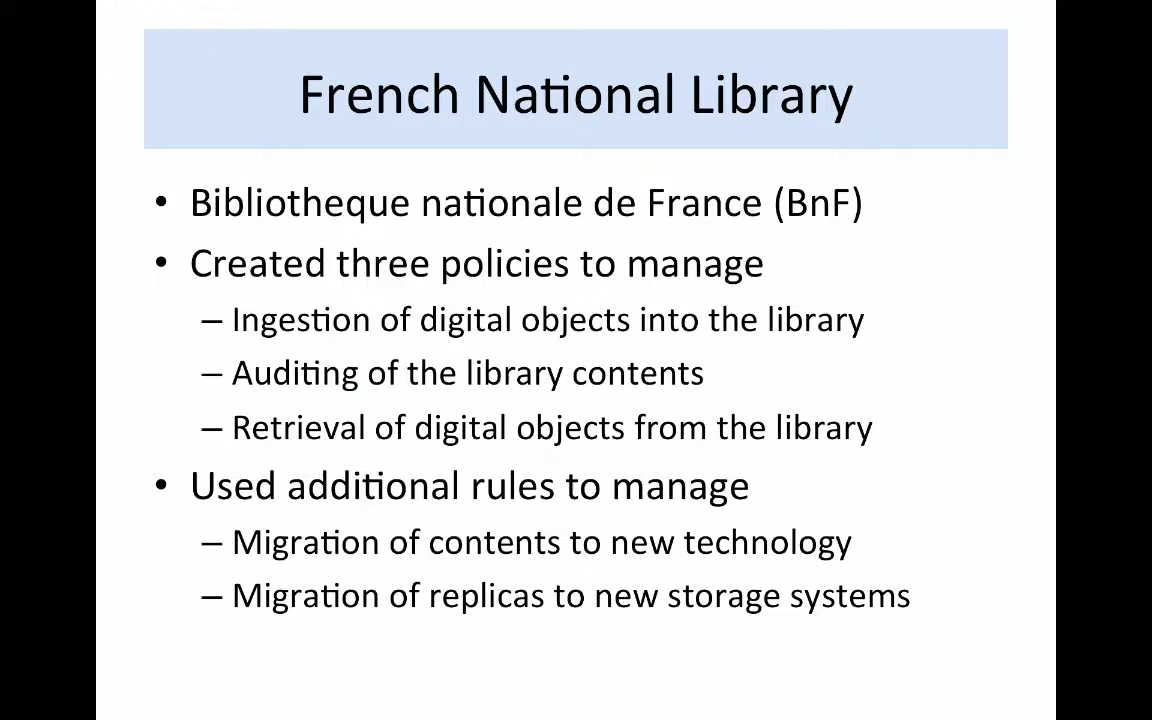 French National Library
• Bibliotheque nationale de France (BnF)
• Created three policies to manage
– Ingestion of digital objects into the library
– Auditing of the library contents
– Retrieval of digital objects from the library
• Used additional rules to manage
– Migration of contents to new technology
– Migration of replicas to new storage systems